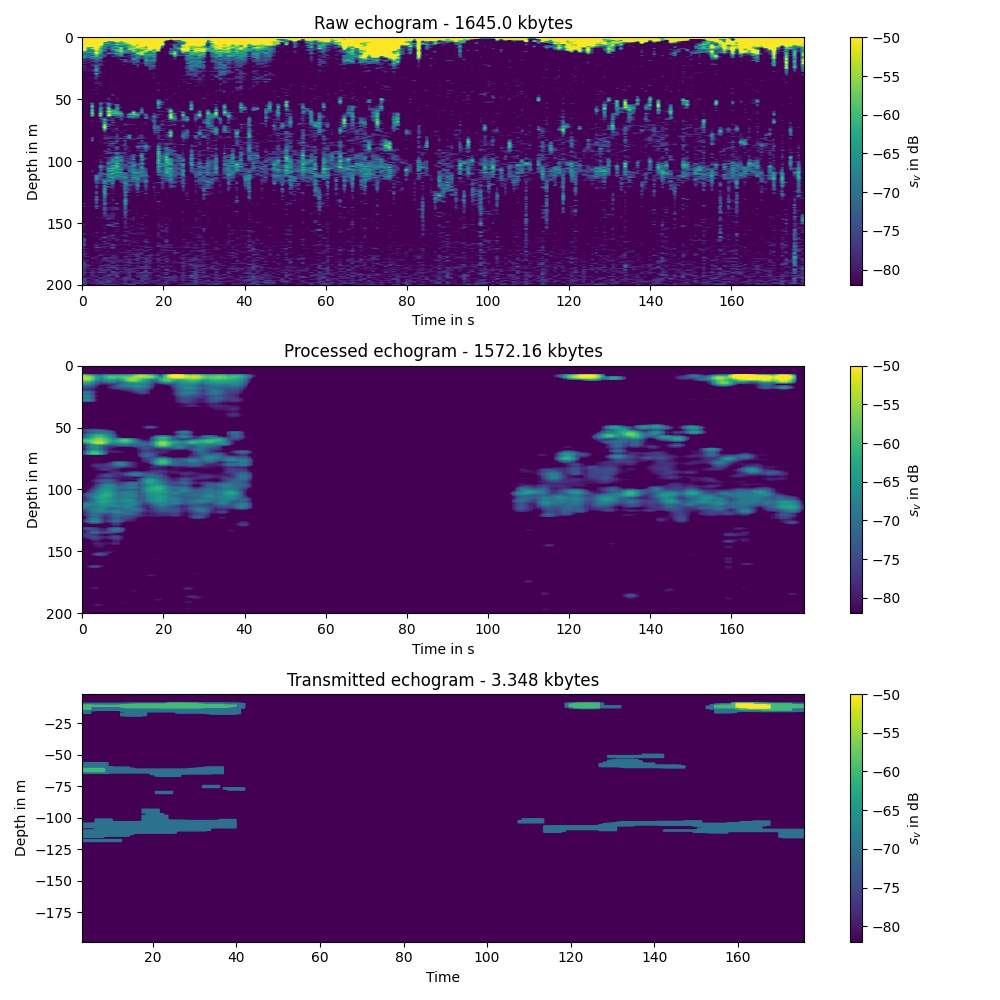 Raw echogram - 1645.0 kbytes
0
50
100
150
200
Depth in m
0 20 40 60 80 100 120 140 160
Time in s
−50
−55
−60
−65
−70
−75
−80
sv in dB
Processed echogram - 1572.16 kbytes
0
50
100
150
200
Depth in m
0 20 40 60 80 100 120 140 160
Time in s
−50
−55
−60
−65
−70
−75
−80
sv in dB
Transmitted echogram - 3.348 kbytes
−25
−50
−75
−100
−125
−150
−175
Depth in m
20 40 60 80 100 120 140 160
Time
−50
−55
−60
−65
−70
−75
−80
sv in dB